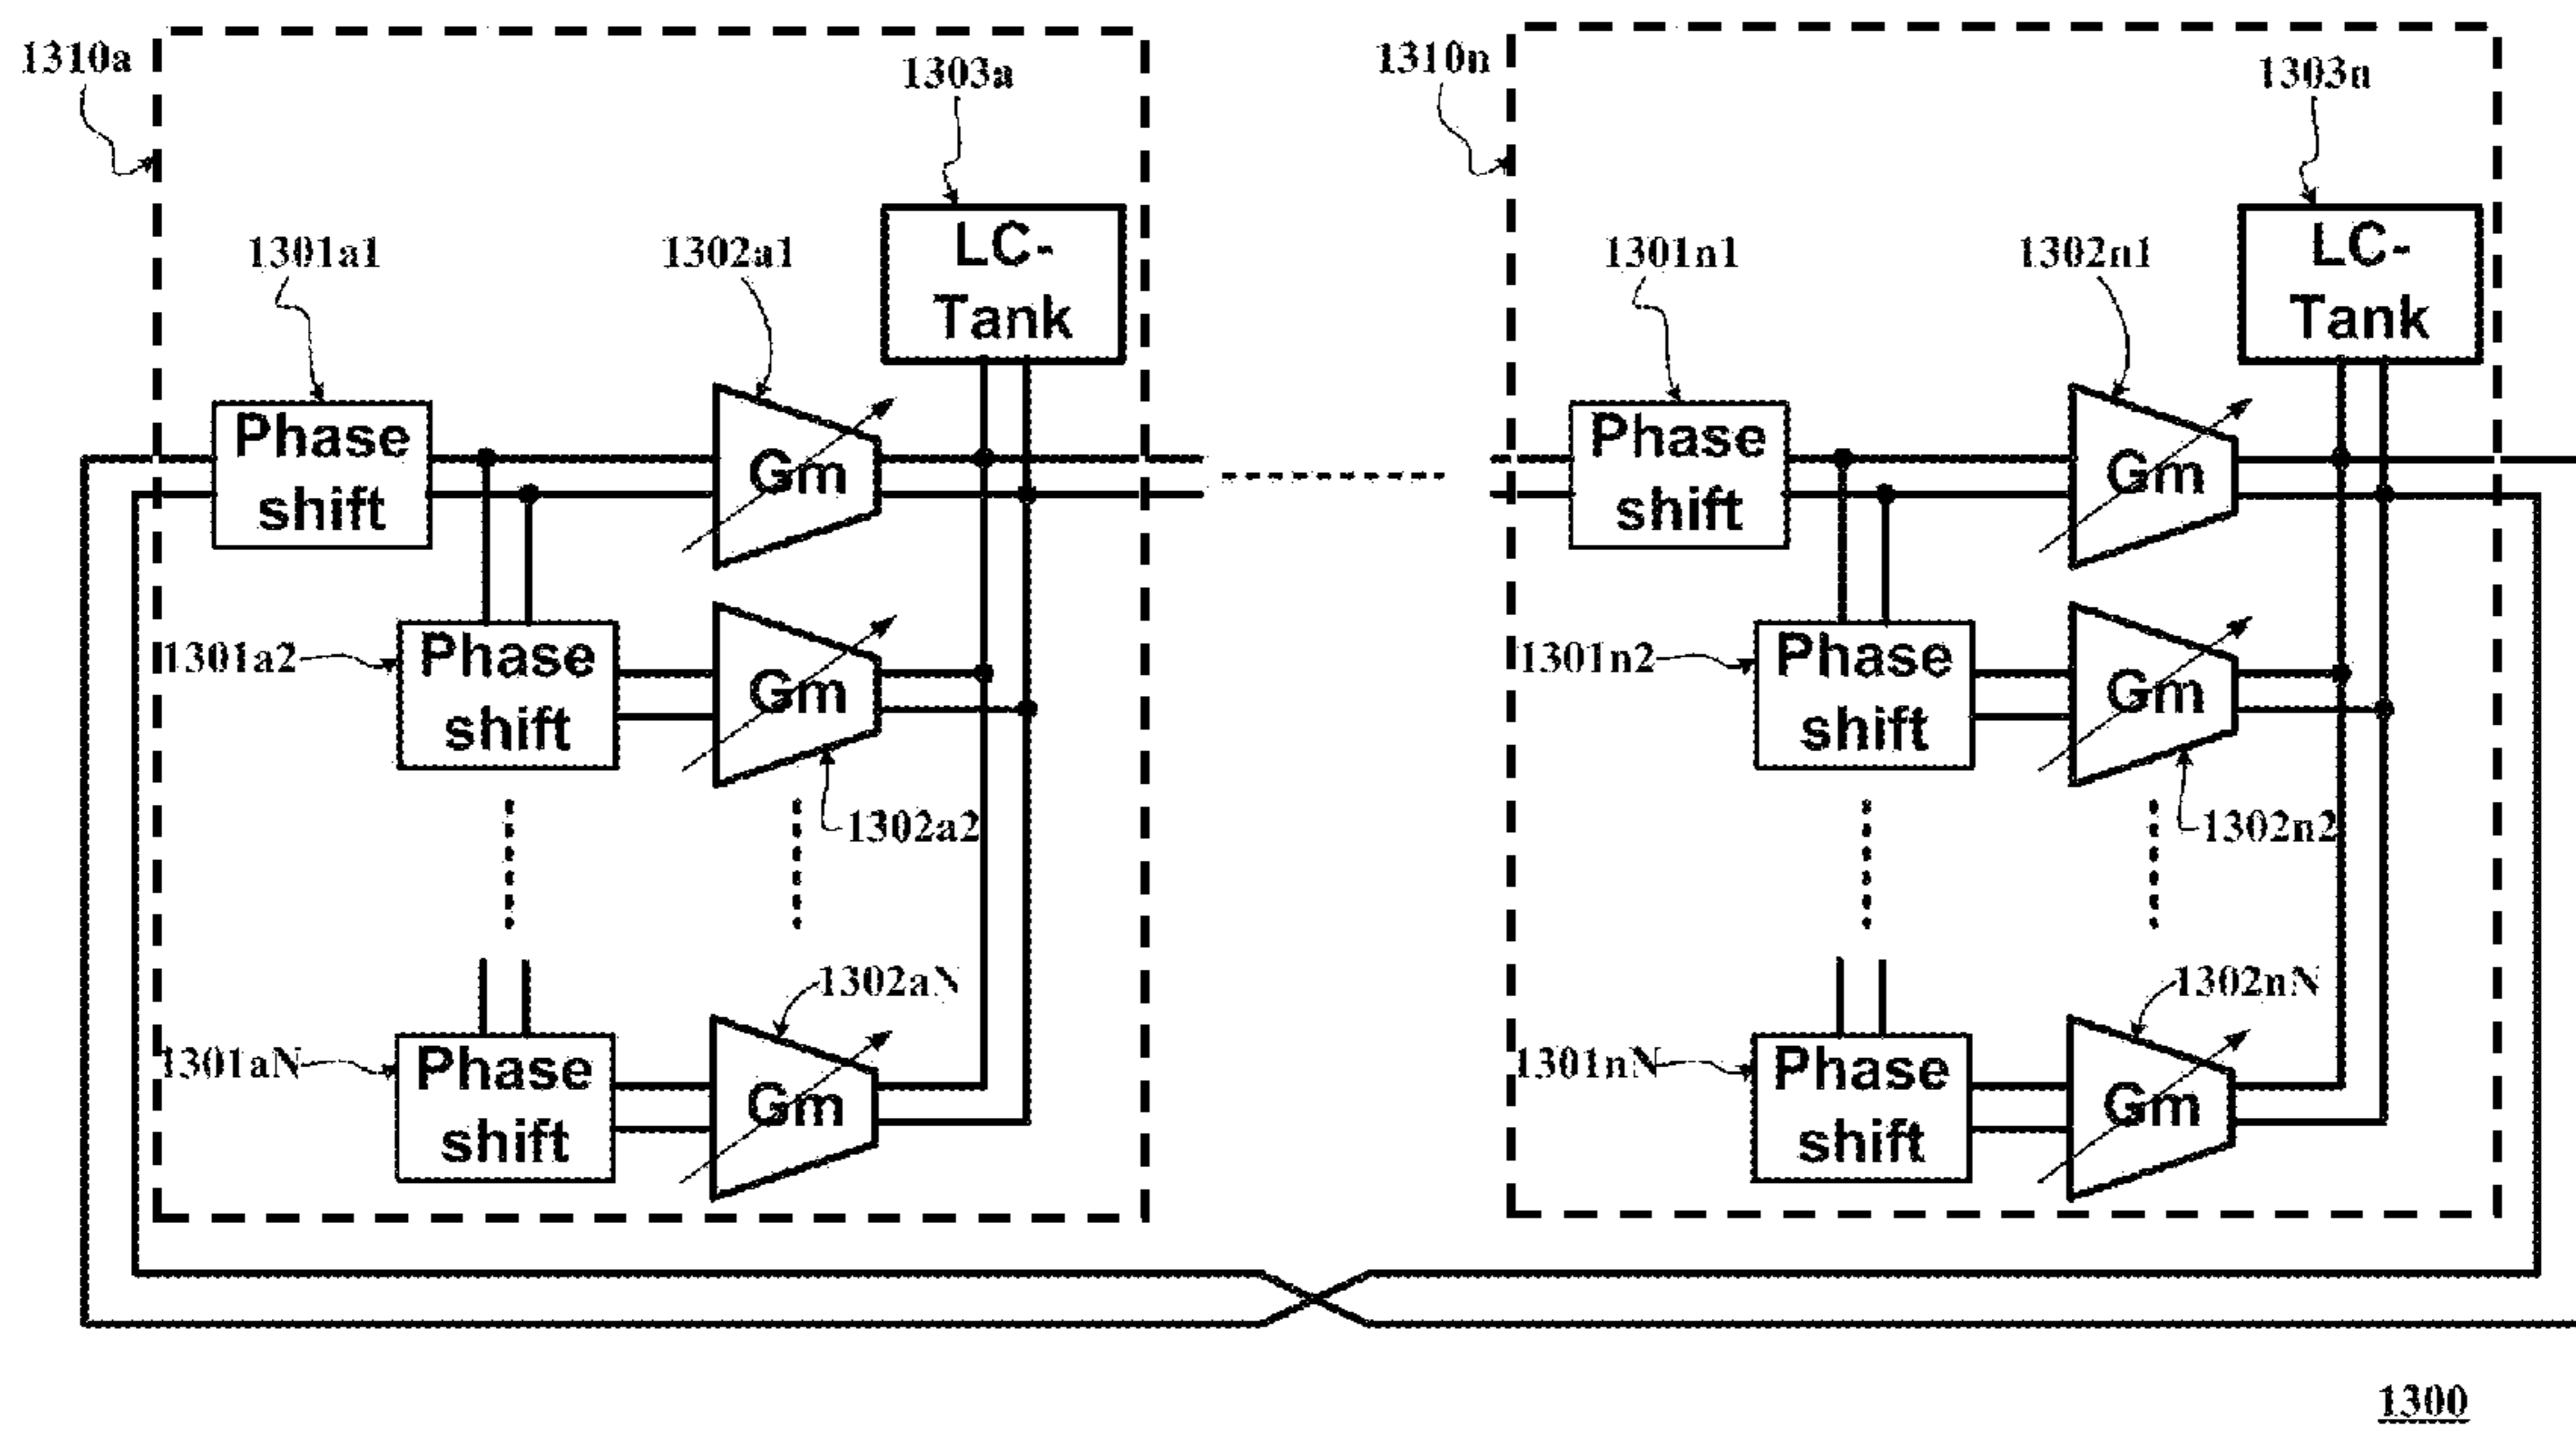 1310a
1303a
1310n
1303n
LC-
Tank
LC-
Tank
1301a1
1302a1
1301n1
1302n1
Phase
shift
Gm
Phase
shift
Gm
1301a2
Phase
shift
Gm
1301n2
Phase
shift
Gm
1302a2
1302n2
1302aN
1302nN
1301aN
Phase
shift
Gm
1301nN
Phase
shift
Gm
1300